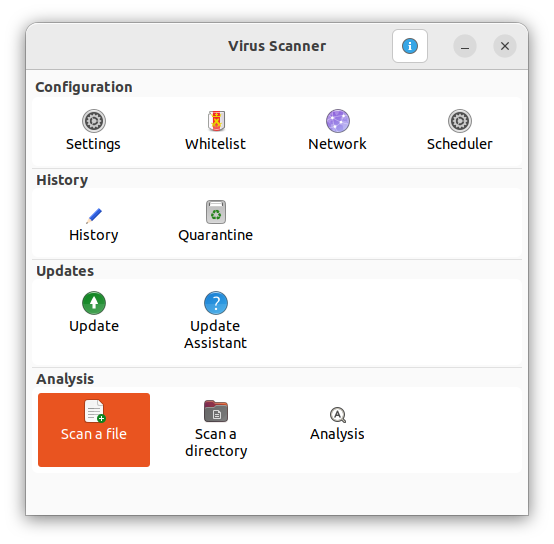 Virus Scanner
Configuration
Settings
Whitelist
Network
Scheduler
History
History
Quarantine
Updates
Update
Update
Assistant
Analysis
Scan a file
Scan a
directory
Analysis